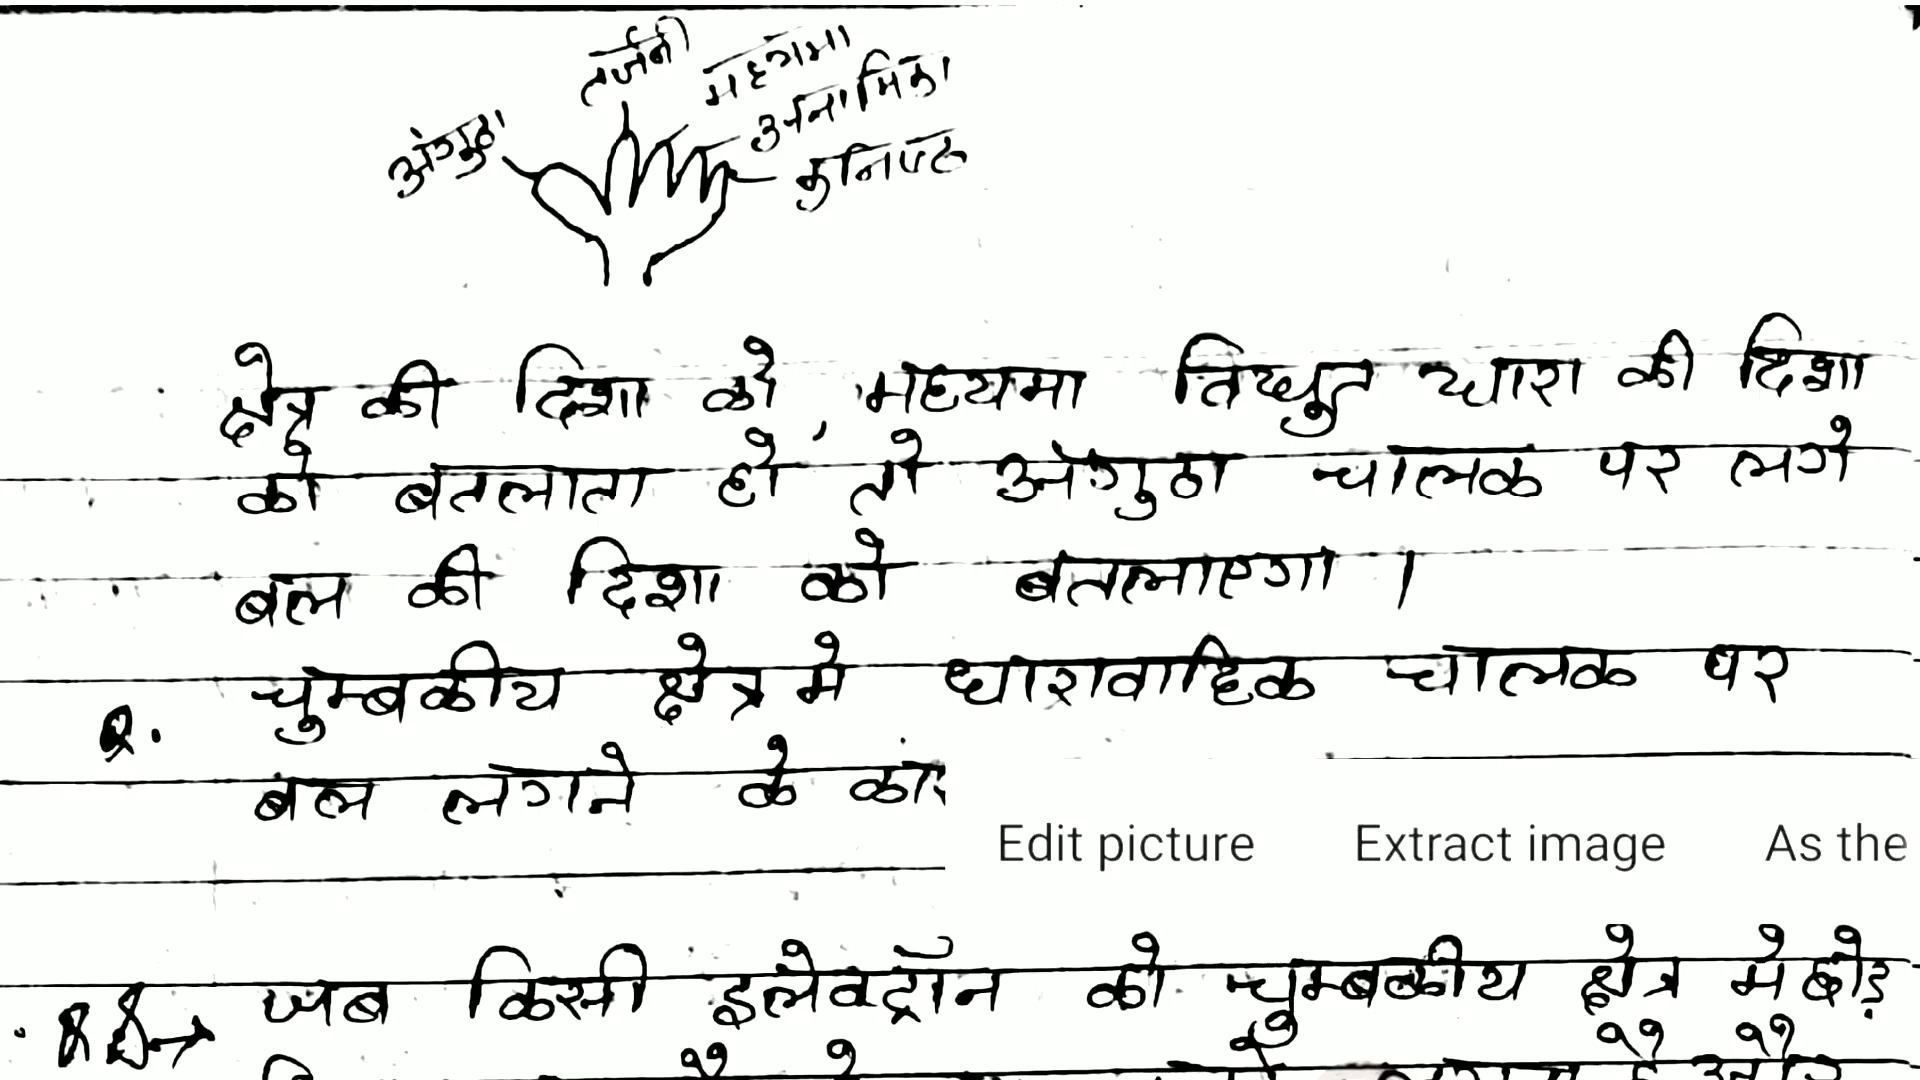 तर्जनी
मध्यमा
अनामिका
अंगुठा
कनिष्ठ
क्षेत्र की दिशा को, मध्यमा विधुत धारा की दिशा
को बतलाता हो तो अंगुठा चालक पर लगे
बल की दिशा को बतलाएगा।
Q. चुम्बकीय क्षेत्र मे धारावाहिक चालक पर
बल लगने के
Edit picture Extract image As the
→ जब किसी इलेक्ट्रॉन को चुम्बकीय क्षेत्र मे छोड़